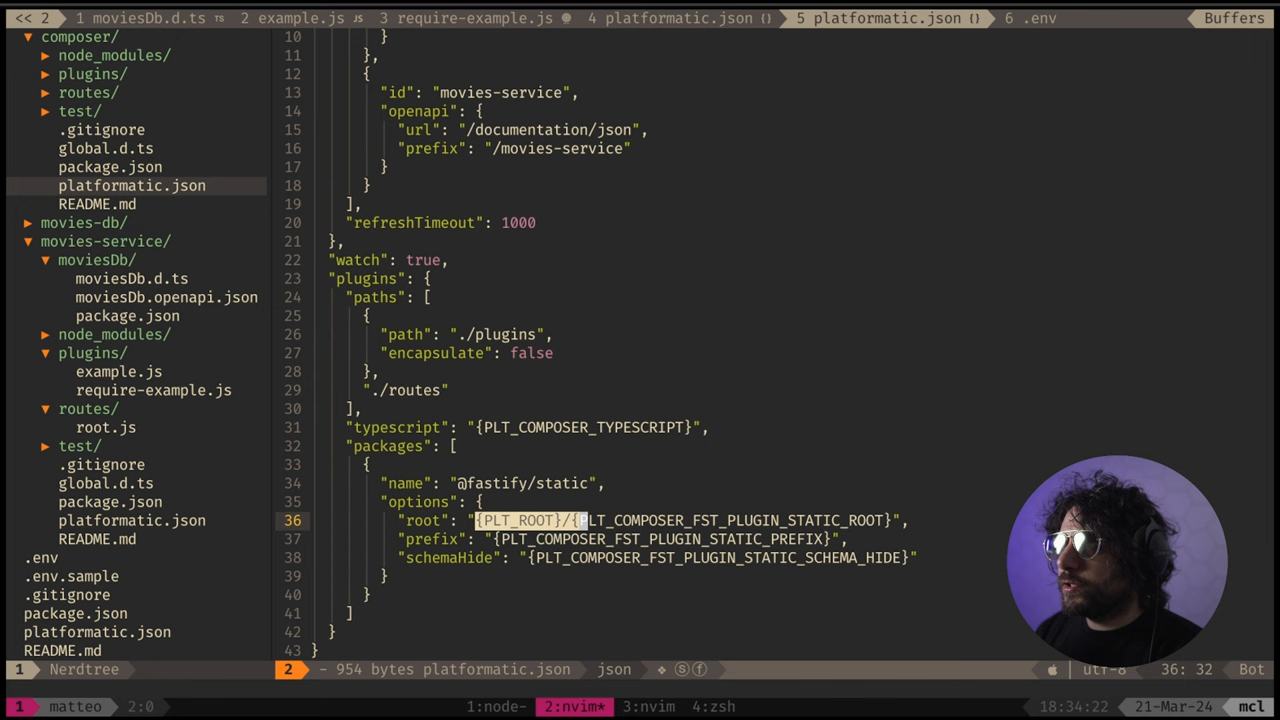 << 2 1 moviesDb.d.ts TS 2 example.js JS 3 require-example.js 4 platformatic.json {} 5 platformatic.json {} 6 .env Buffers
▼ composer/
▶ node_modules/
▶ plugins/
▶ routes/
▶ test/
.gitignore
global.d.ts
package.json
platformatic.json
README.md
▶ movies-db/
▼ movies-service/
▼ moviesDb/
moviesDb.d.ts
moviesDb.openapi.json
package.json
▶ node_modules/
▼ plugins/
example.js
require-example.js
▼ routes/
root.js
▶ test/
.gitignore
global.d.ts
package.json
platformatic.json
README.md
.env
.env.sample
.gitignore
package.json
platformatic.json
README.md
10 }
11 },
12 {
13 "id": "movies-service",
14 "openapi": {
15 "url": "/documentation/json",
16 "prefix": "/movies-service"
17 }
18 }
19 ],
20 "refreshTimeout": 1000
21 },
22 "watch": true,
23 "plugins": {
24 "paths": [
25 {
26 "path": "./plugins",
27 "encapsulate": false
28 },
29 "./routes"
30 ],
31 "typescript": "{PLT_COMPOSER_TYPESCRIPT}",
32 "packages": [
33 {
34 "name": "@fastify/static",
35 "options": {
36 "root": "{PLT_ROOT}/{PLT_COMPOSER_FST_PLUGIN_STATIC_ROOT}",
37 "prefix": "{PLT_COMPOSER_FST_PLUGIN_STATIC_PREFIX}",
38 "schemaHide": "{PLT_COMPOSER_FST_PLUGIN_STATIC_SCHEMA_HIDE}"
39 }
40 }
41 ]
42 }
43 }
1 Nerdtree 2 - 954 bytes platformatic.json json ❖ ⓢⓕ utf-8 36: 32 Bot
1 matteo 2:0 1:node- 2:nvim* 3:nvim 4:zsh 18:34:22 21-Mar-24 mcl